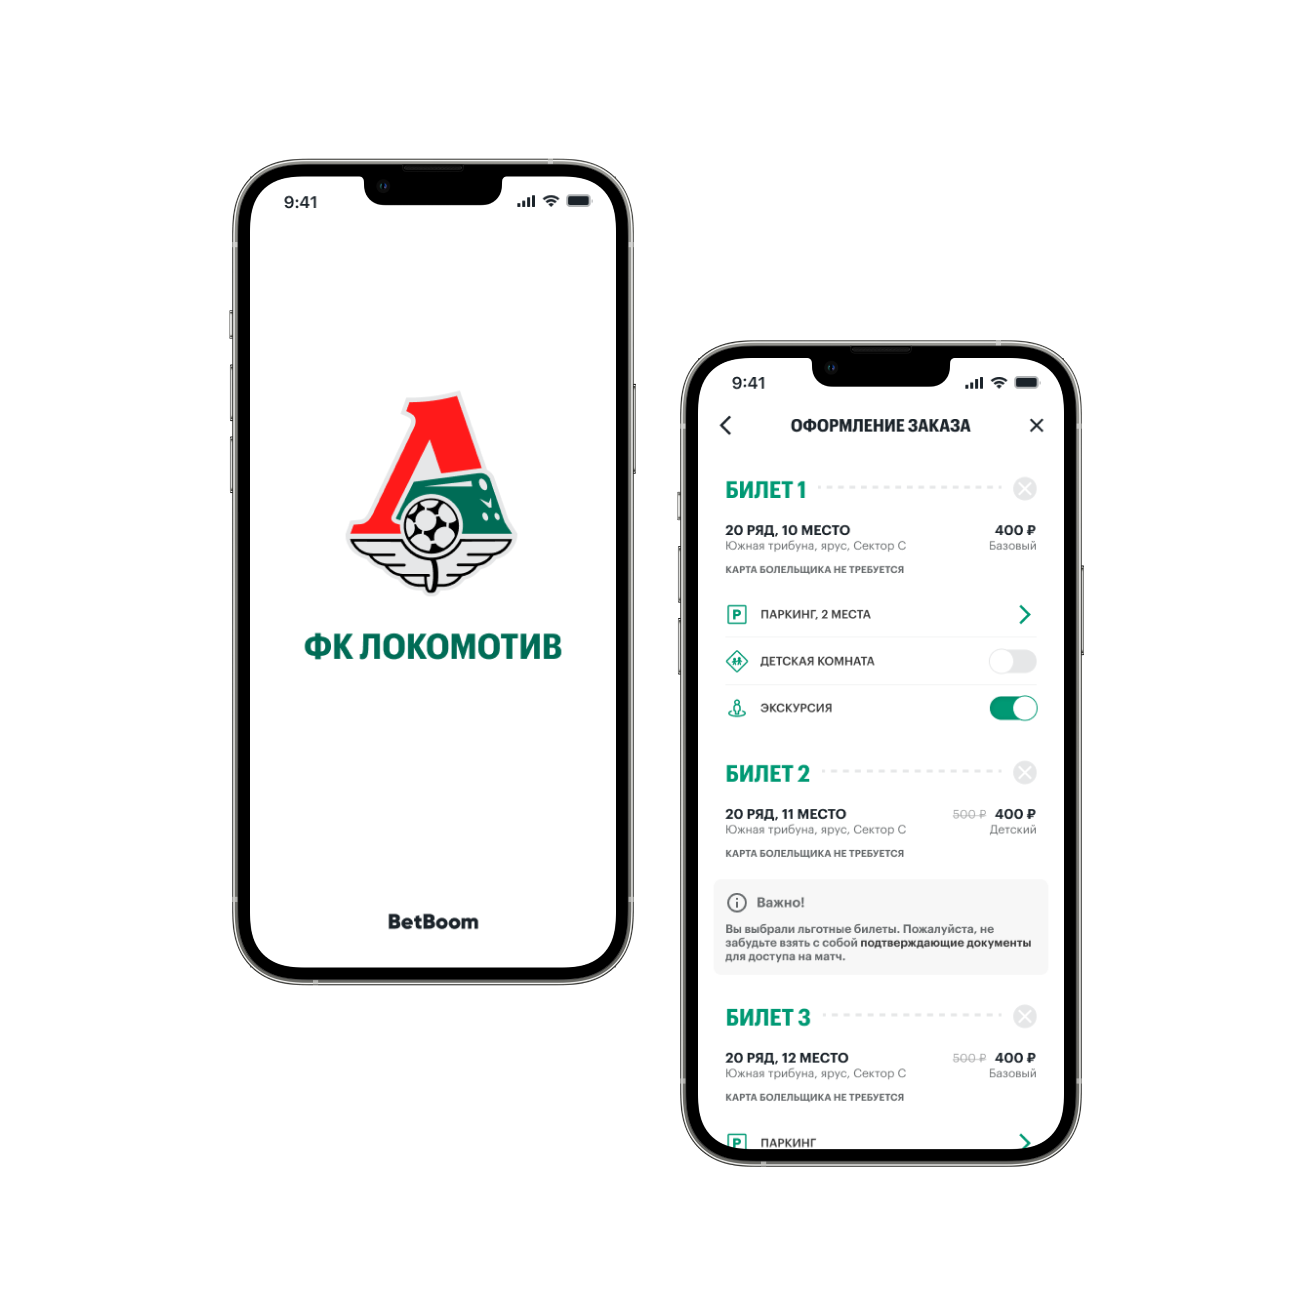 9:41
ФК ЛОКОМОТИВ
BetBoom
9:41
ОФОРМЛЕНИЕ ЗАКАЗА
БИЛЕТ 1
20 РЯД, 10 МЕСТО 400 ₽
Южная трибуна, ярус, Сектор C Базовый
КАРТА БОЛЕЛЬЩИКА НЕ ТРЕБУЕТСЯ
P ПАРКИНГ, 2 МЕСТА
ДЕТСКАЯ КОМНАТА
ЭКСКУРСИЯ
БИЛЕТ 2
20 РЯД, 11 МЕСТО 500 ₽ 400 ₽
Южная трибуна, ярус, Сектор C Детский
КАРТА БОЛЕЛЬЩИКА НЕ ТРЕБУЕТСЯ
Важно!
Вы выбрали льготные билеты. Пожалуйста, не
забудьте взять с собой подтверждающие документы
для доступа на матч.
БИЛЕТ 3
20 РЯД, 12 МЕСТО 500 ₽ 400 ₽
Южная трибуна, ярус, Сектор C Базовый
КАРТА БОЛЕЛЬЩИКА НЕ ТРЕБУЕТСЯ
P ПАРКИНГ